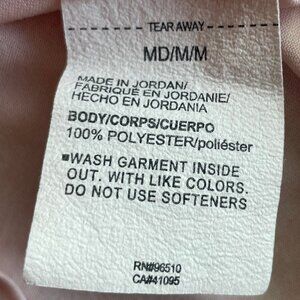 TEAR AWAY
MD/M/M
MADE IN JORDAN/
FABRIQUÉ EN JORDANIE/
HECHO EN JORDANIA
BODY/CORPS/CUERPO
100% POLYESTER/poliéster
▪WASH GARMENT INSIDE
OUT. WITH LIKE COLORS.
DO NOT USE SOFTENERS
RN#96510
CA#41095